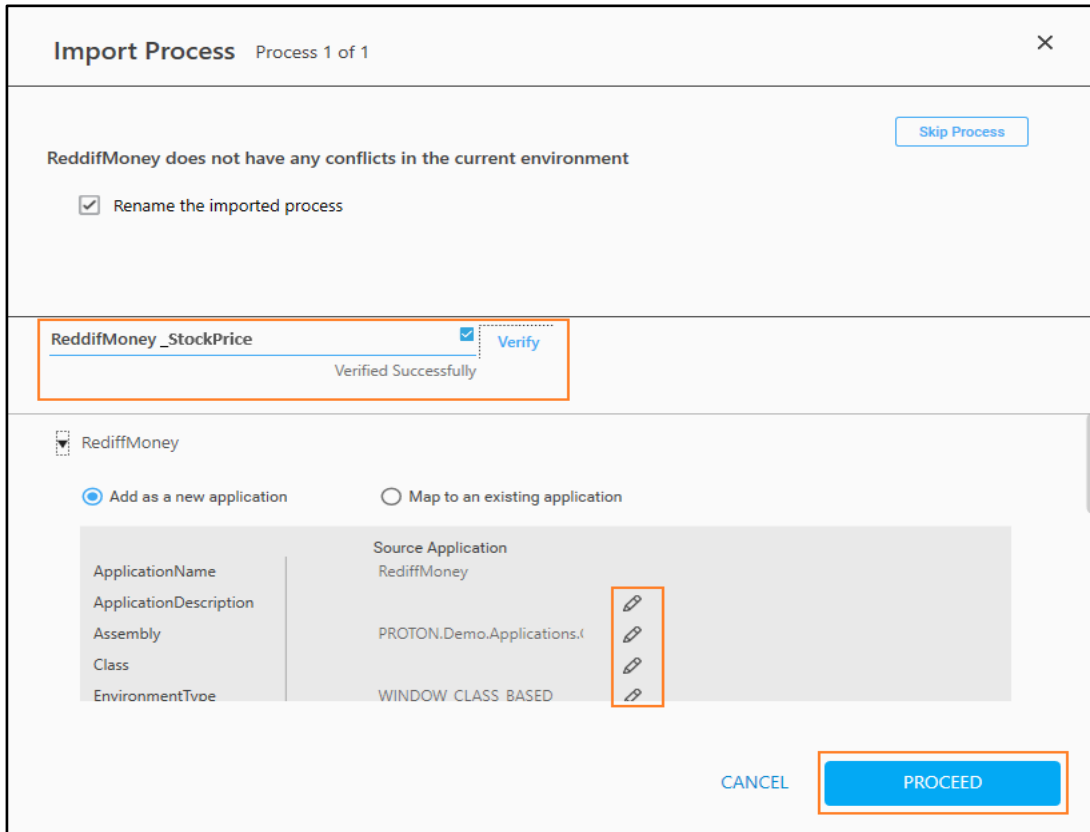 Import Process Process 1 of 1
Skip Process
ReddifMoney does not have any conflicts in the current environment
Rename the imported process
ReddifMoney _StockPrice Verify
Verified Successfully
RediffMoney
Add as a new application Map to an existing application
Source Application
ApplicationName RediffMoney
ApplicationDescription
Assembly PROTON.Demo.Applications.(
Class
EnvironmentType WINDOW_CLASS_BASED
CANCEL PROCEED